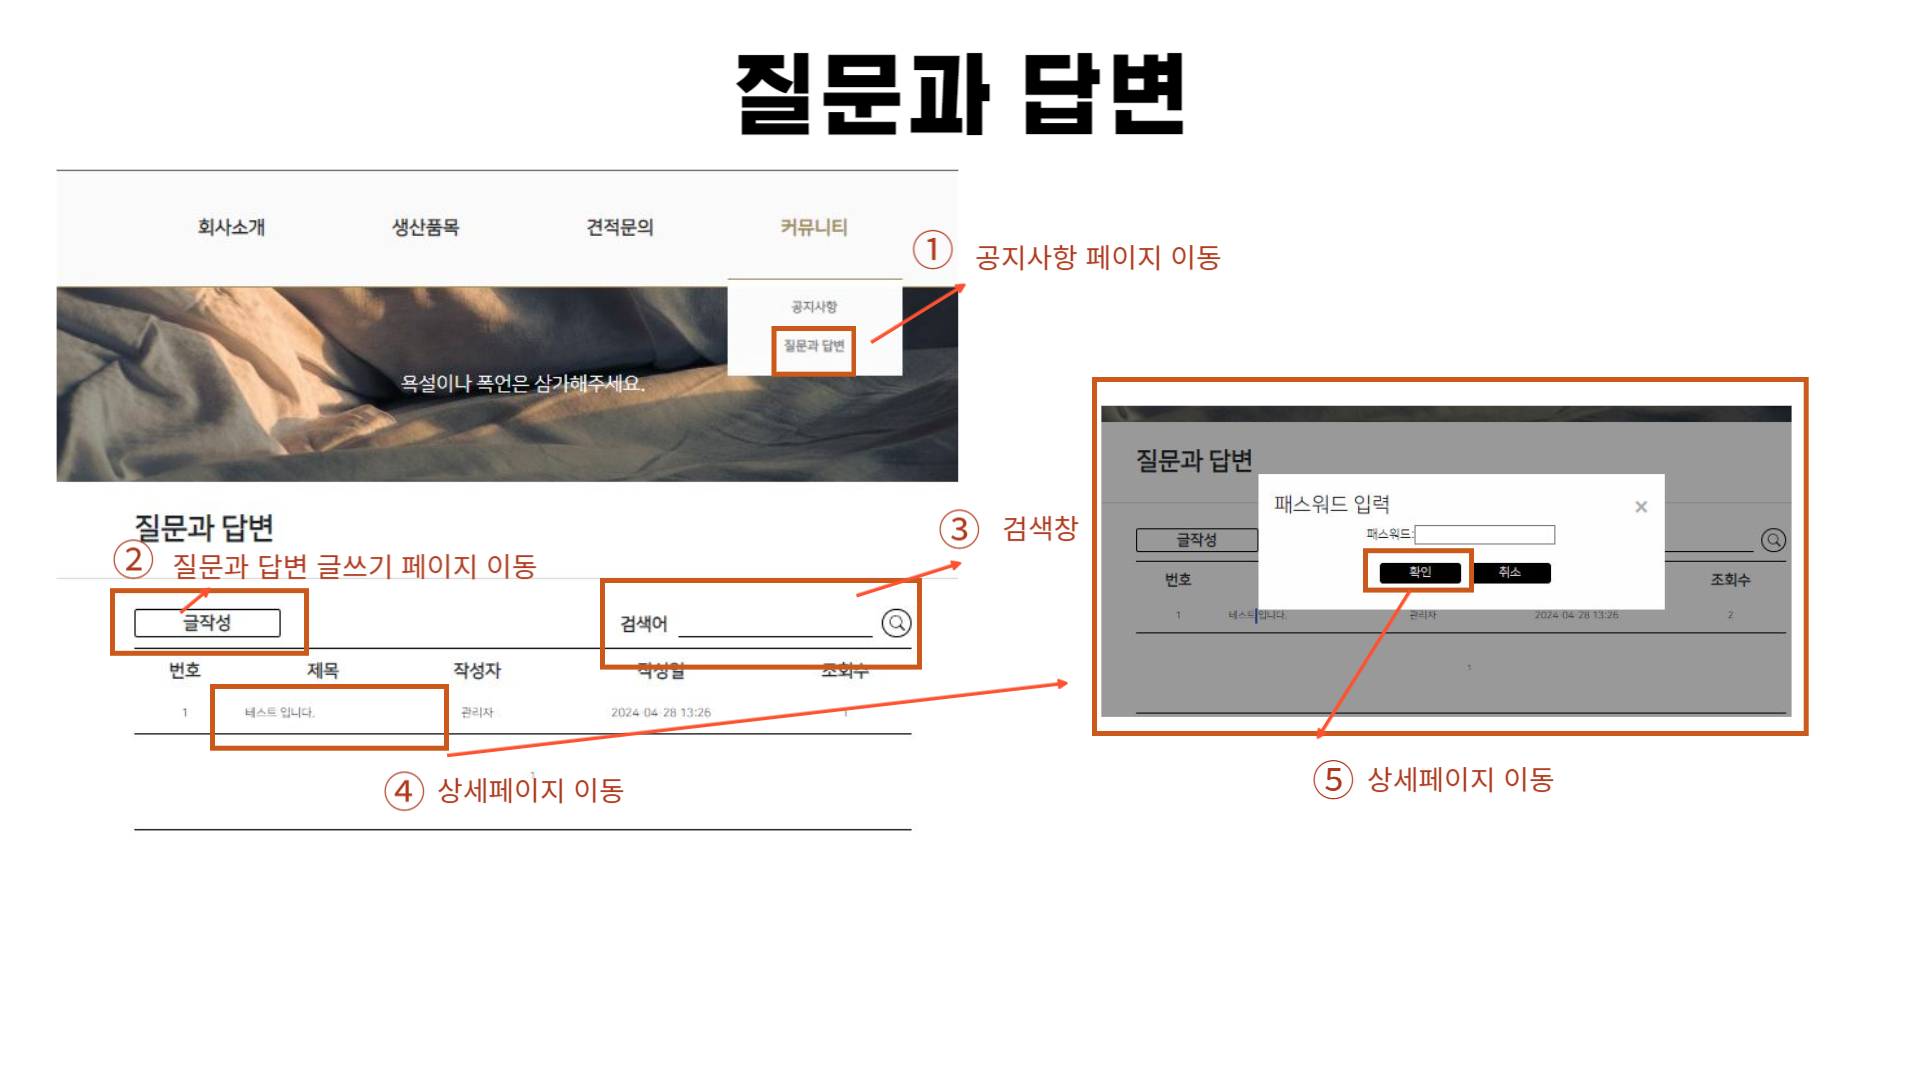 질문과 답변
회사소개 생산품목 견적문의 커뮤니티
① 공지사항 페이지 이동
공지사항
질문과 답변
욕설이나 폭언은 삼가해주세요.
질문과 답변
② 질문과 답변 글쓰기 페이지 이동
③ 검색창
글작성 검색어
번호 제목 작성자 작성일 조회수
1 테스트 입니다. 관리자 2024-04-28 13:26 1
1
④ 상세페이지 이동
질문과 답변
패스워드 입력 ×
패스워드:
글작성
확인 취소
번호 조회수
1 테스트 입니다. 관리자 2024-04-28 13:26 2
1
⑤ 상세페이지 이동